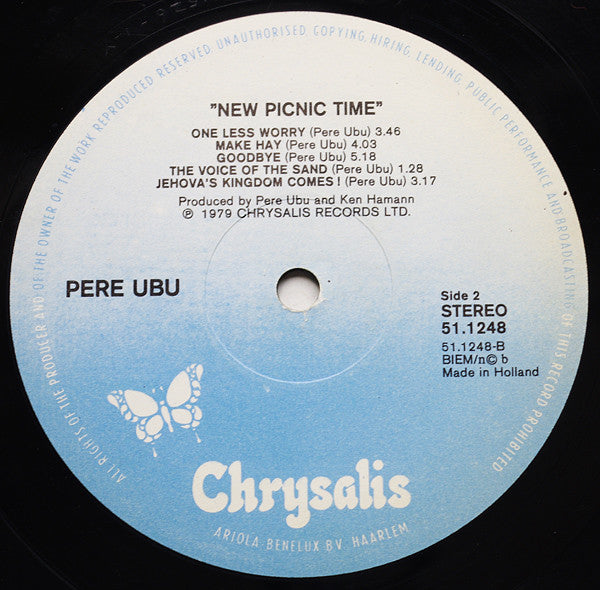 ALL RIGHTS OF THE PRODUCER AND OF THE OWNER OF THE WORK REPRODUCED RESERVED. UNAUTHORISED COPYING, HIRING, LENDING, PUBLIC PERFORMANCE AND BROADCASTING OF THIS RECORD PROHIBITED
"NEW PICNIC TIME"
ONE LESS WORRY (Pere Ubu) 3.46
MAKE HAY (Pere Ubu) 4.03
GOODBYE (Pere Ubu) 5.18
THE VOICE OF THE SAND (Pere Ubu) 1.28
JEHOVA'S KINGDOM COMES! (Pere Ubu) 3.17
Produced by Pere Ubu and Ken Hamann
℗ 1979 CHRYSALIS RECORDS LTD.
PERE UBU
Side 2
STEREO
51.1248
51.1248-B
BIEM/n© b
Made in Holland
Chrysalis
ARIOLA BENELUX B.V. HAARLEM